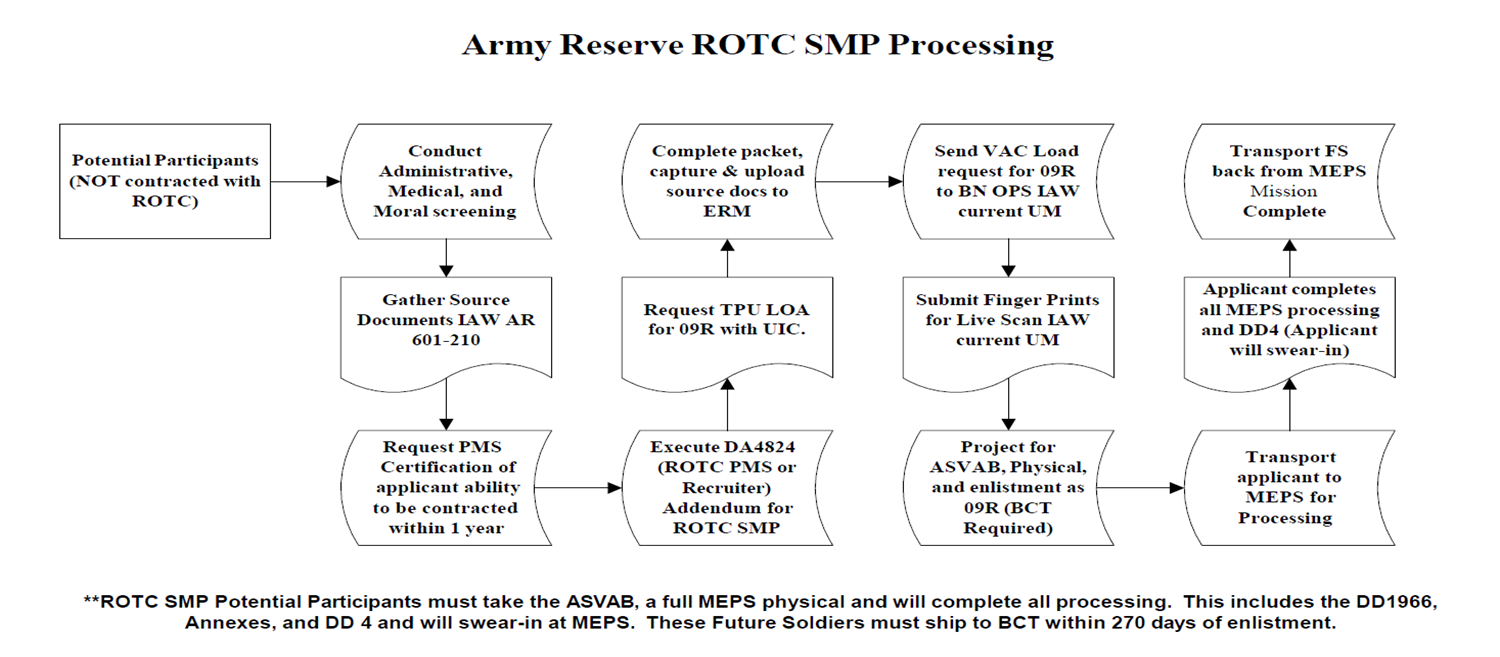 Army Reserve ROTC SMP Processing
Potential Participants
(NOT contracted with
ROTC)
Conduct
Administrative,
Medical, and
Moral screening
Gather Source
Documents IAW AR
601-210
Request PMS
Certification of
applicant ability
to be contracted
within 1 year
Execute DA4824
(ROTC PMS or
Recruiter)
Addendum for
ROTC SMP
Request TPU LOA
for 09R with UIC.
Complete packet,
capture & upload
source docs to
ERM
Send VAC Load
request for 09R
to BN OPS IAW
current UM
Submit Finger Prints
for Live Scan IAW
current UM
Project for
ASVAB, Physical,
and enlistment as
09R (BCT
Required)
Transport
applicant to
MEPS for
Processing
Applicant completes
all MEPS processing
and DD4 (Applicant
will swear-in)
Transport FS
back from MEPS
Mission
Complete
**ROTC SMP Potential Participants must take the ASVAB, a full MEPS physical and will complete all processing.  This includes the DD1966,
Annexes, and DD 4 and will swear-in at MEPS.  These Future Soldiers must ship to BCT within 270 days of enlistment.